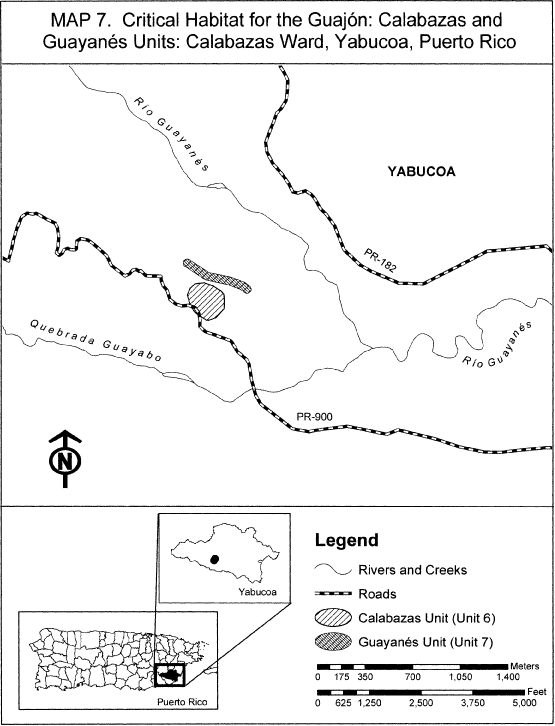 MAP 7. Critical Habitat for the Guajón: Calabazas and
Guayanés Units: Calabazas Ward, Yabucoa, Puerto Rico
Río Guayanés
YABUCOA
PR-182
Quebrada Guayabo
Río Guayanés
PR-900
N
Yabucoa
Puerto Rico
Legend
Rivers and Creeks
Roads
Calabazas Unit (Unit 6)
Guayanés Unit (Unit 7)
Meters
0 175 350 700 1,050 1,400
Feet
0 625 1,250 2,500 3,750 5,000